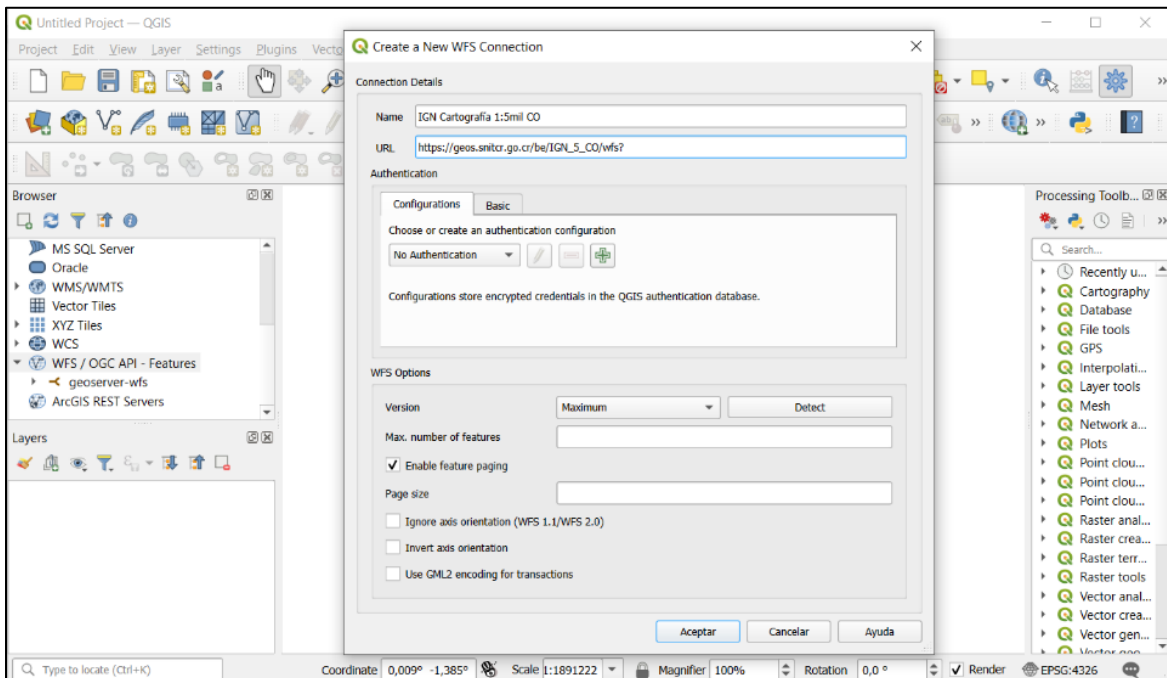 Untitled Project — QGIS
Project Edit View Layer Settings Plugins Vecto
Create a New WFS Connection
Connection Details
Name IGN Cartografía 1:5mil CO
URL https://geos.snitcr.go.cr/be/IGN_5_CO/wfs?
Authentication
Configurations Basic
Choose or create an authentication configuration
No Authentication
Configurations store encrypted credentials in the QGIS authentication database.
WFS Options
Version Maximum Detect
Max. number of features
Enable feature paging
Page size
Ignore axis orientation (WFS 1.1/WFS 2.0)
Invert axis orientation
Use GML2 encoding for transactions
Aceptar Cancelar Ayuda
Browser
MS SQL Server
Oracle
WMS/WMTS
Vector Tiles
XYZ Tiles
WCS
WFS / OGC API - Features
geoserver-wfs
ArcGIS REST Servers
Layers
Processing Toolb...
Search...
Recently u...
Cartography
Database
File tools
GPS
Interpolati...
Layer tools
Mesh
Network a...
Plots
Point clou...
Point clou...
Point clou...
Raster anal...
Raster crea...
Raster terr...
Raster tools
Vector anal...
Vector crea...
Vector gen...
Vector geo...
Type to locate (Ctrl+K) Coordinate 0,009° -1,385° Scale 1:1891222 Magnifier 100% Rotation 0,0 ° Render EPSG:4326